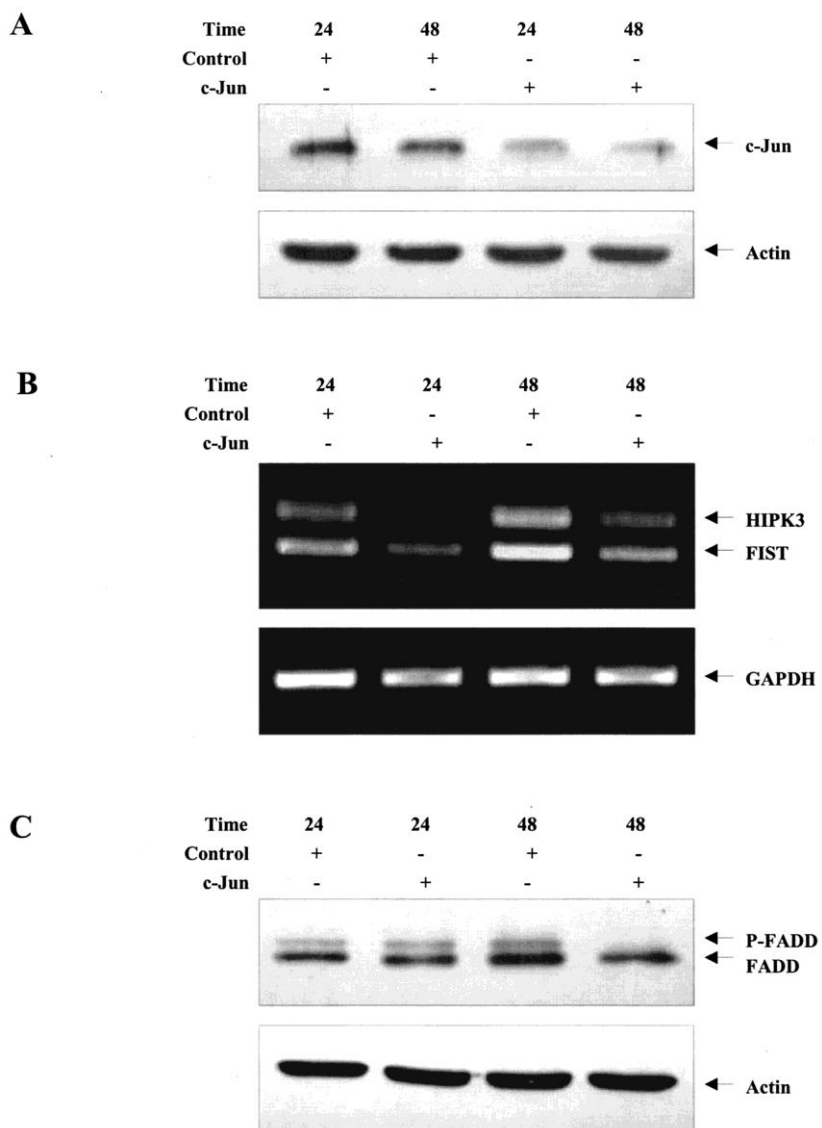 A
Time 24 48 24 48
Control + + - -
c-Jun - - + +
c-Jun
Actin
B
Time 24 24 48 48
Control + - + -
c-Jun - + - +
HIPK3
FIST
GAPDH
C
Time 24 24 48 48
Control + - + -
c-Jun - + - +
P-FADD
FADD
Actin